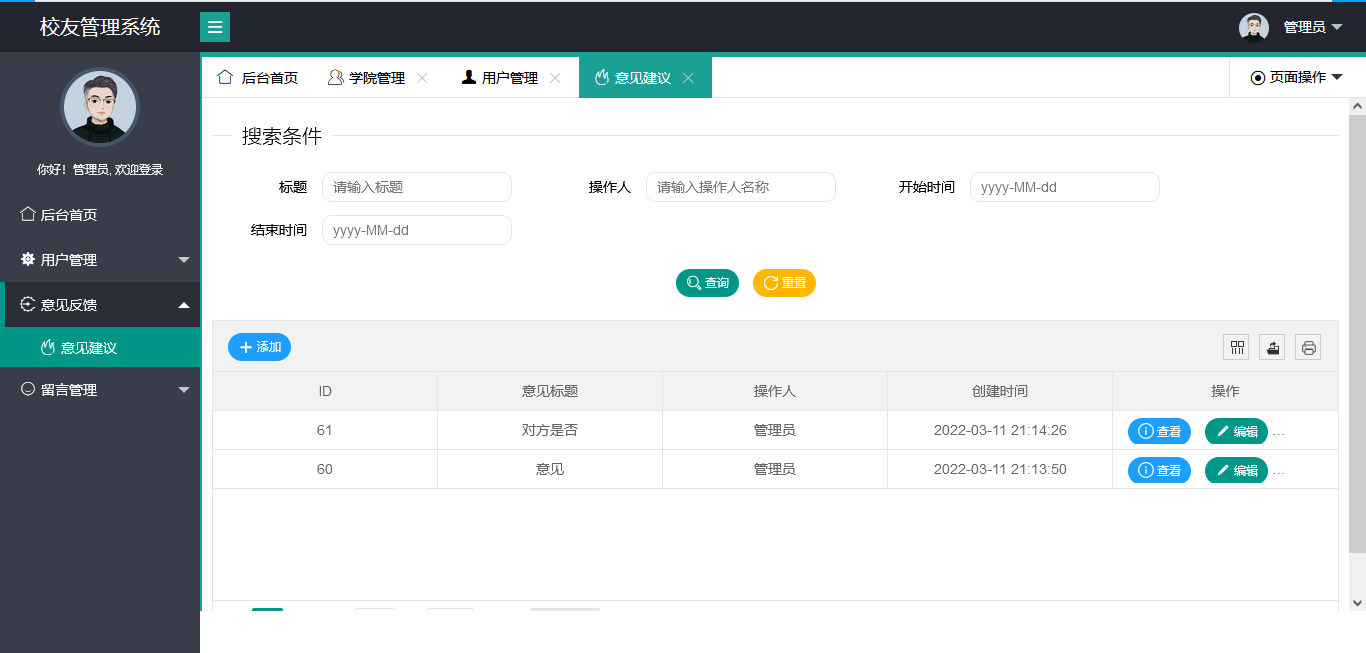 校友管理系统
管理员
你好！管理员, 欢迎登录
后台首页
用户管理
意见反馈
意见建议
留言管理
后台首页 学院管理 用户管理 意见建议 页面操作
搜索条件
标题 请输入标题 操作人 请输入操作人名称 开始时间 yyyy-MM-dd
结束时间 yyyy-MM-dd
查询 重置
添加
ID 意见标题 操作人 创建时间 操作
61 对方是否 管理员 2022-03-11 21:14:26 查看 编辑 ...
60 意见 管理员 2022-03-11 21:13:50 查看 编辑 ...